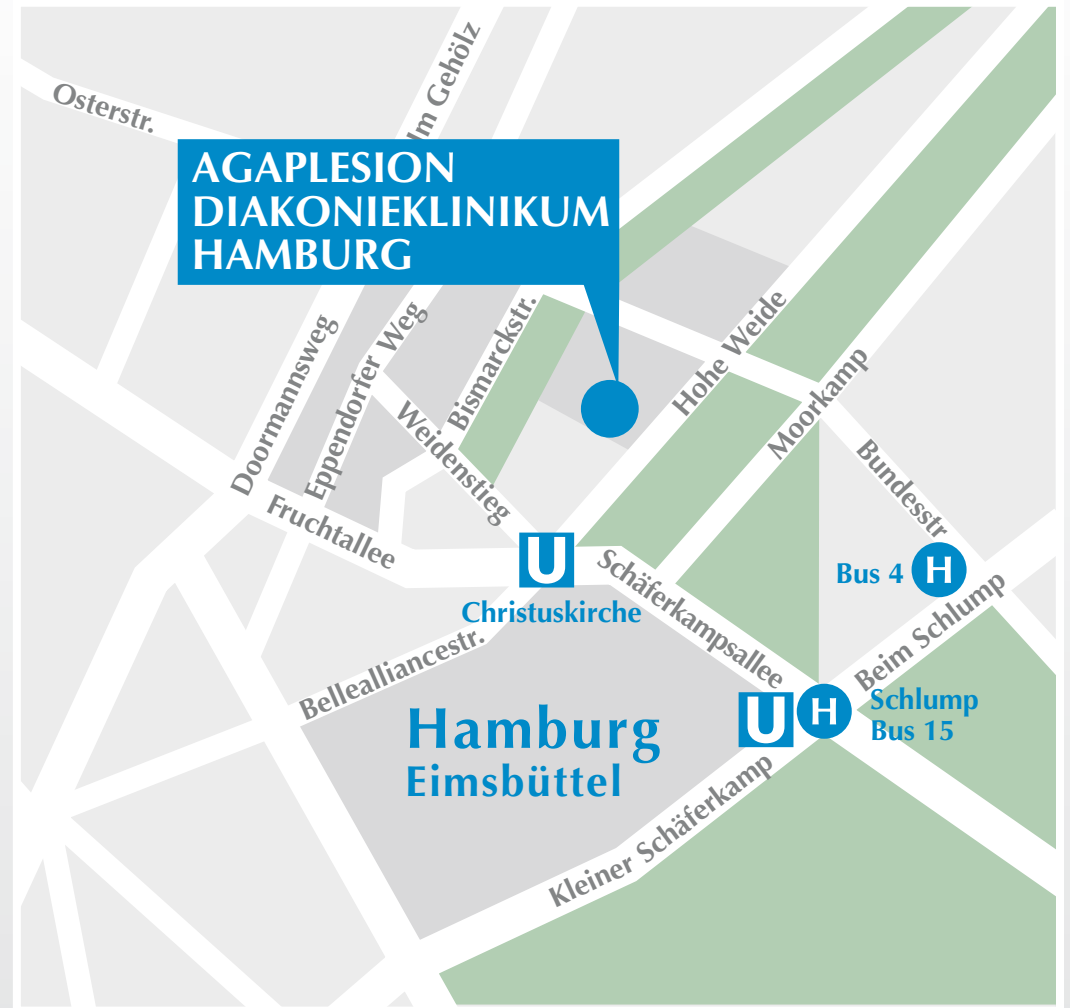 Osterstr.
Im Gehölz
AGAPLESION
DIAKONIEKLINIKUM
HAMBURG
Doormannsweg
Eppendorfer Weg
Bismarckstr.
Weidenstieg
Hohe Weide
Moorkamp
Bundesstr
Fruchtallee
U
Christuskirche
Schäferkampsallee
Bus 4 H
Beim Schlump
Bellealliancestr.
U H
Schlump
Bus 15
Hamburg
Eimsbüttel
Kleiner Schäferkamp